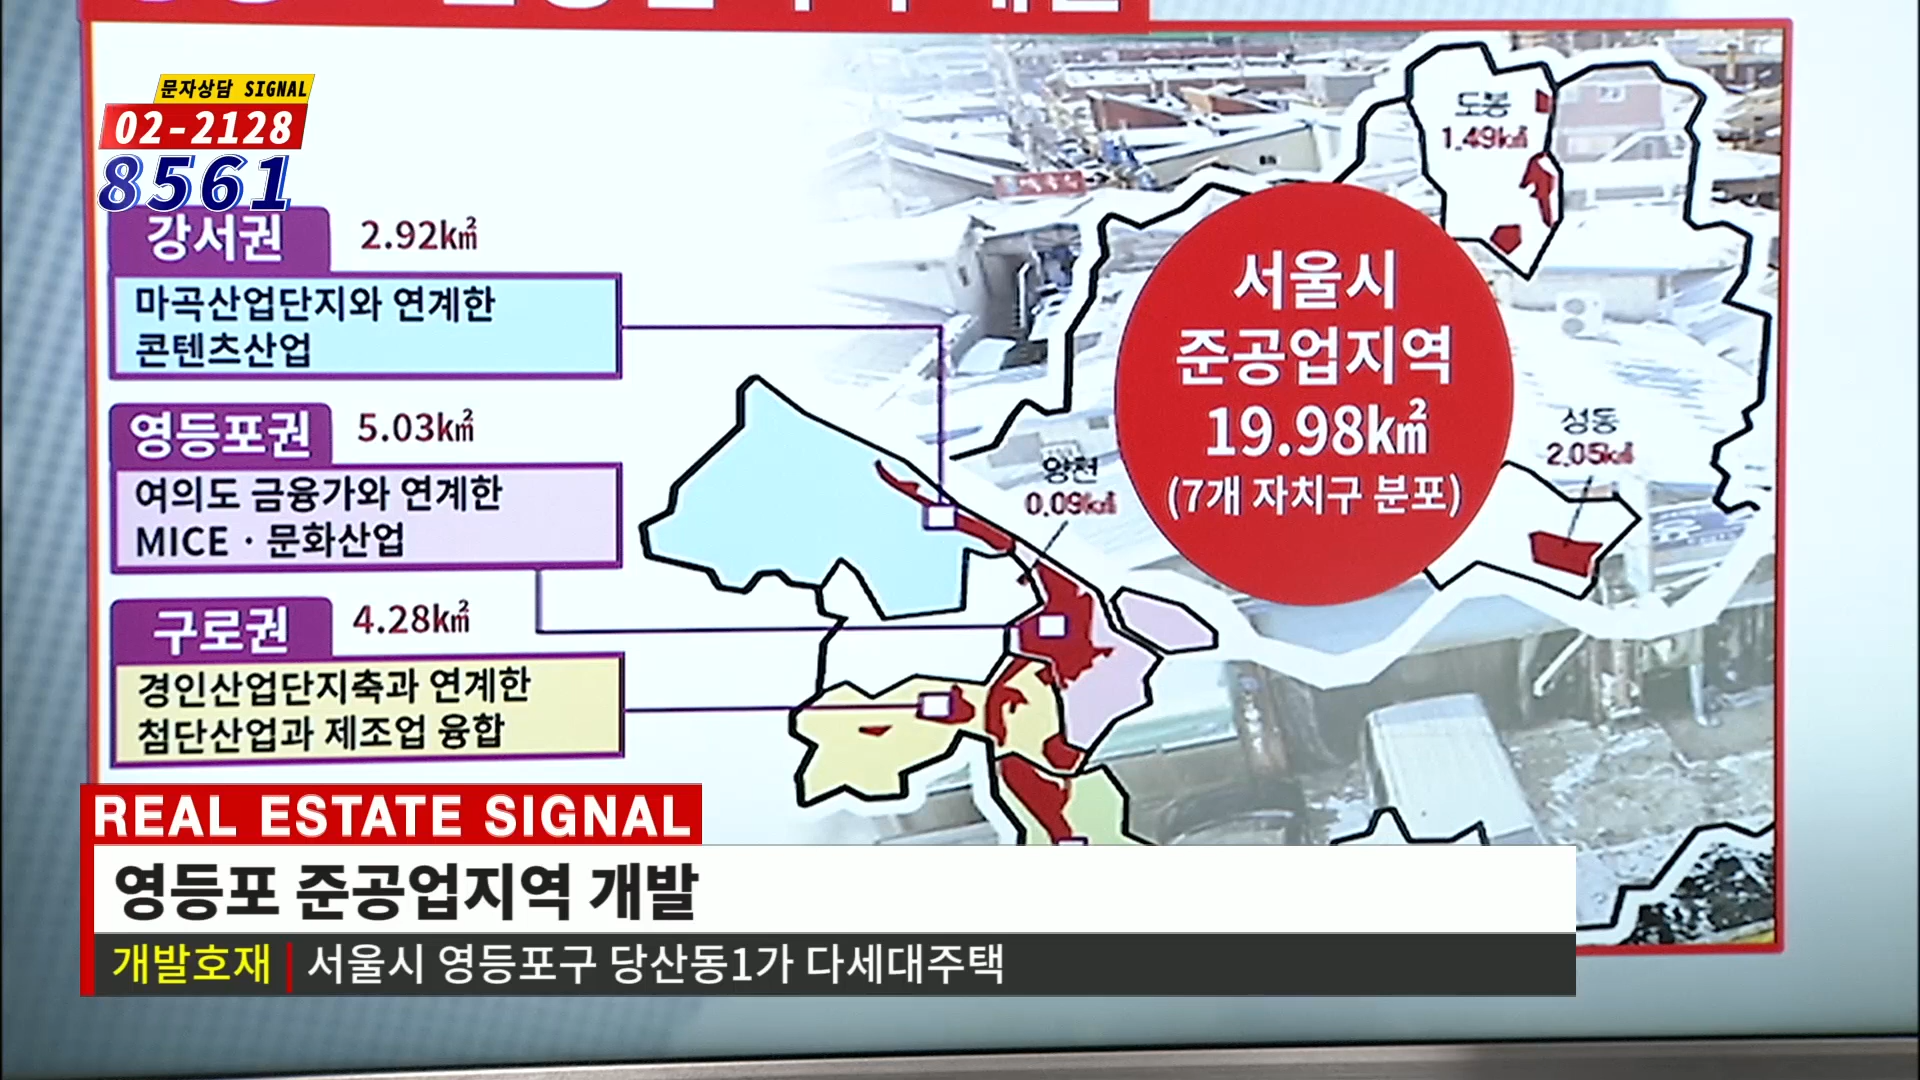 문자상담 SIGNAL
02-2128
8561
강서권 2.92㎢
마곡산업단지와 연계한
콘텐츠산업
영등포권 5.03㎢
여의도 금융가와 연계한
MICE · 문화산업
구로권 4.28㎢
경인산업단지축과 연계한
첨단산업과 제조업 융합
도봉
1.49㎢
서울시
준공업지역
19.98㎢
(7개 자치구 분포)
양천
0.09㎢
성동
2.05㎢
REAL ESTATE SIGNAL
영등포 준공업지역 개발
개발호재 | 서울시 영등포구 당산동1가 다세대주택